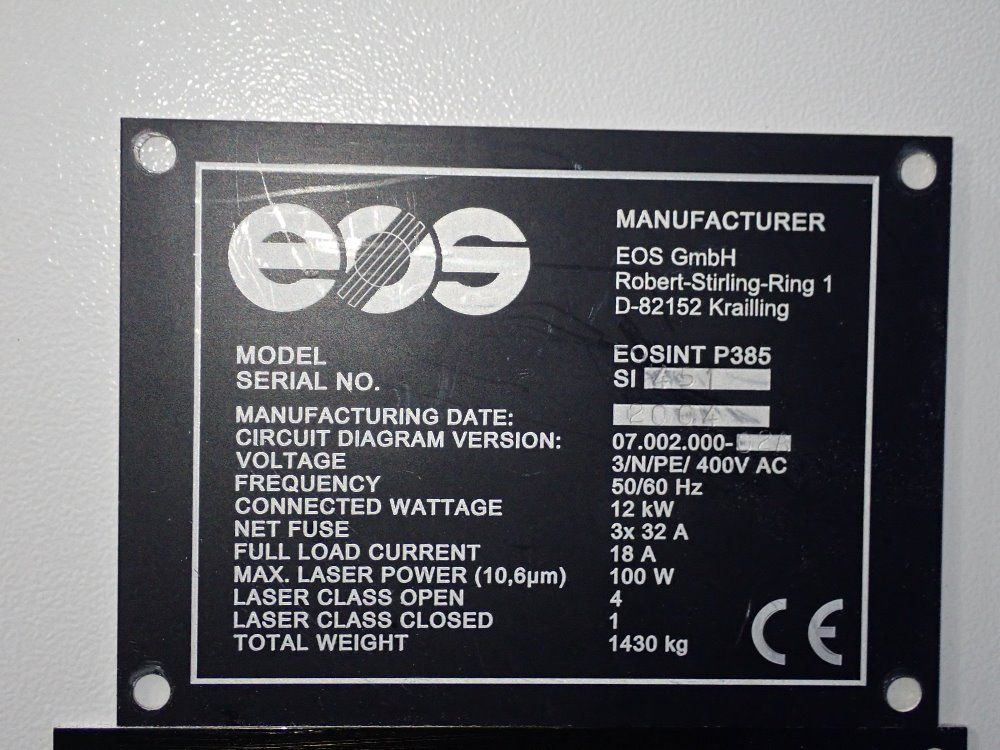 eos
MANUFACTURER
EOS GmbH
Robert-Stirling-Ring 1
D-82152 Krailling
MODEL EOSINT P385
SERIAL NO. SI
MANUFACTURING DATE: 2004
CIRCUIT DIAGRAM VERSION: 07.002.000-
VOLTAGE 3/N/PE/ 400V AC
FREQUENCY 50/60 Hz
CONNECTED WATTAGE 12 kW
NET FUSE 3x 32 A
FULL LOAD CURRENT 18 A
MAX. LASER POWER (10,6µm) 100 W
LASER CLASS OPEN 4
LASER CLASS CLOSED 1
TOTAL WEIGHT 1430 kg
CE